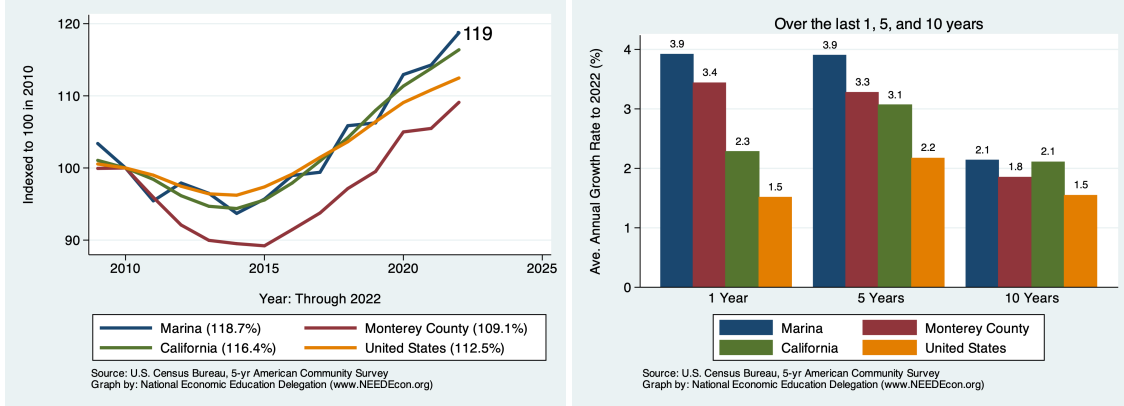 120
110
100
90
Indexed to 100 in 2010
119
2010 2015 2020 2025
Year: Through 2022
Marina (118.7%) Monterey County (109.1%)
California (116.4%) United States (112.5%)
Source: U.S. Census Bureau, 5-yr American Community Survey
Graph by: National Economic Education Delegation (www.NEEDEcon.org)
Over the last 1, 5, and 10 years
Ave. Annual Growth Rate to 2022 (%)
4
3
2
1
0
3.9
3.4
2.3
1.5
3.9
3.3
3.1
2.2
2.1
1.8
2.1
1.5
1 Year 5 Years 10 Years
Marina Monterey County
California United States
Source: U.S. Census Bureau, 5-yr American Community Survey
Graph by: National Economic Education Delegation (www.NEEDEcon.org)